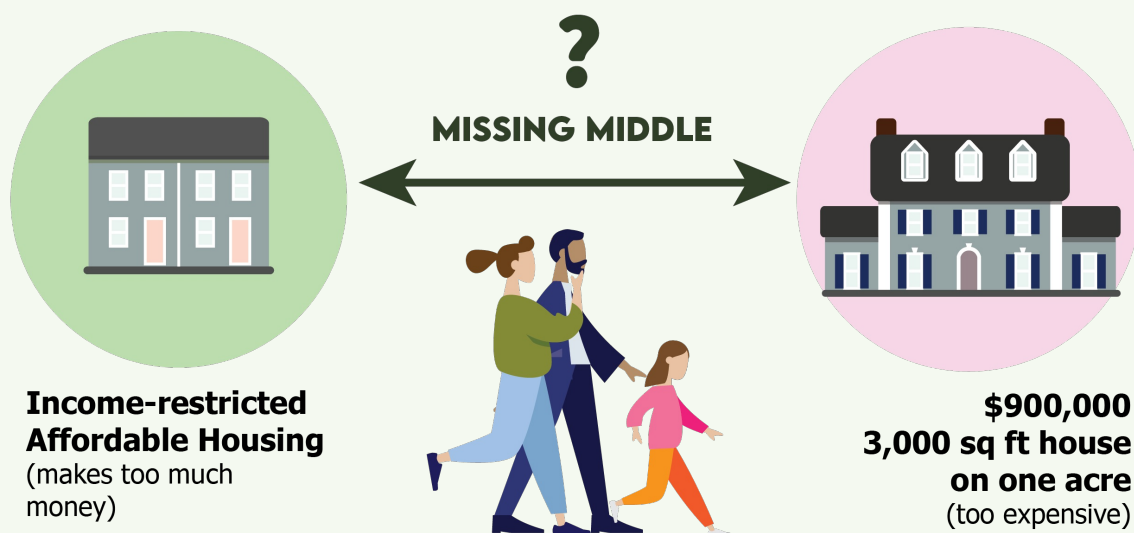 ?
MISSING MIDDLE
Income-restricted
Affordable Housing
(makes too much
money)
$900,000
3,000 sq ft house
on one acre
(too expensive)